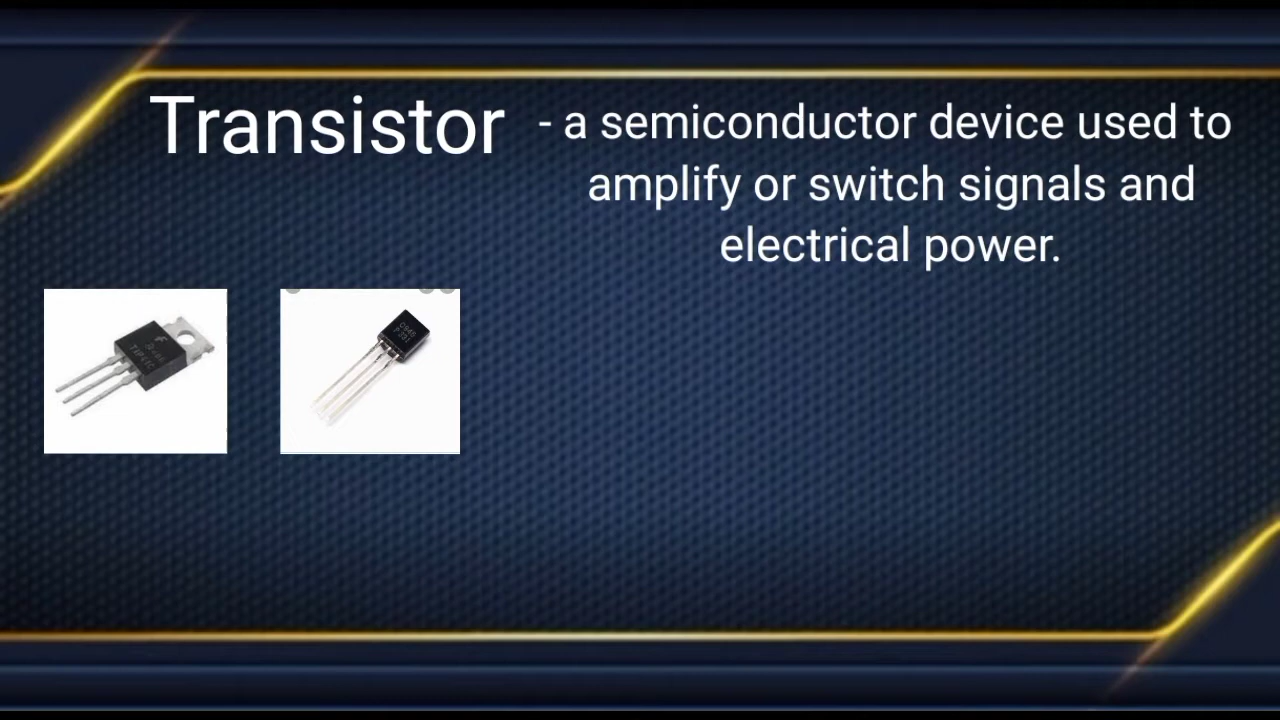 Transistor
- a semiconductor device used to
amplify or switch signals and
electrical power.